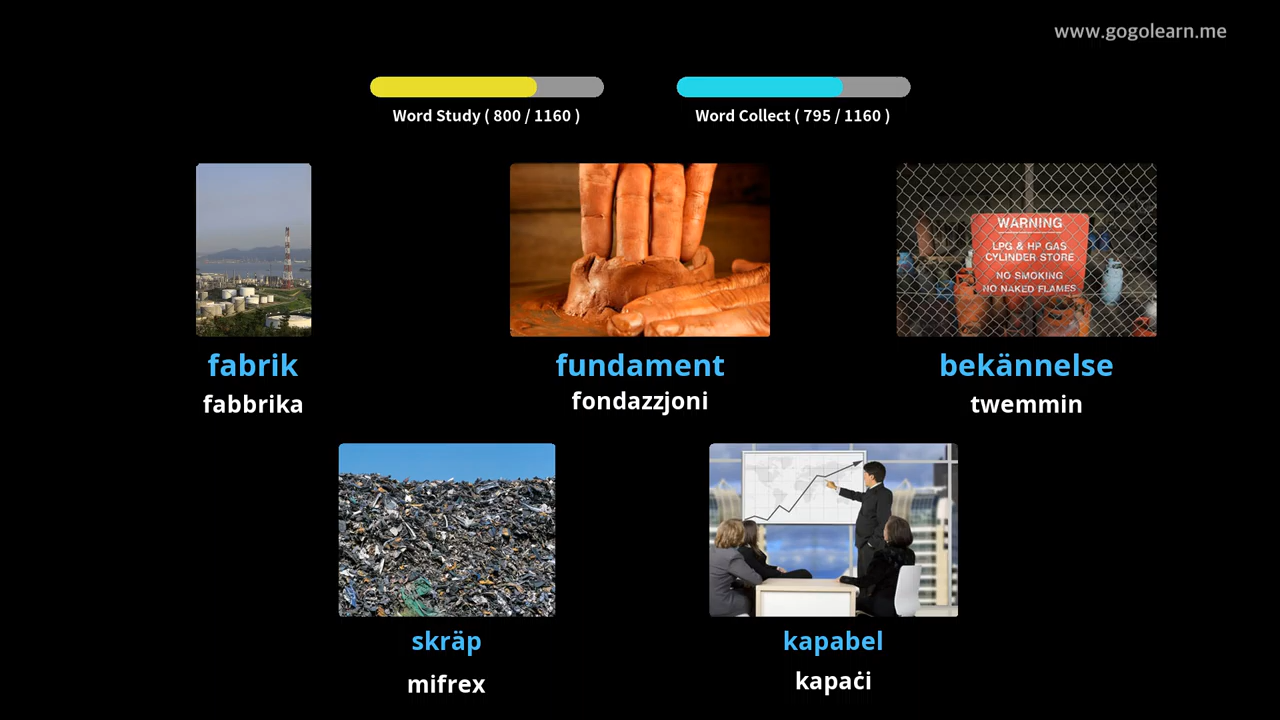 www.gogolearn.me
Word Study ( 800 / 1160 )
Word Collect ( 795 / 1160 )
WARNING
LPG & HP GAS
CYLINDER STORE
NO SMOKING
NO NAKED FLAMES
fabrik
fabbrika
fundament
fondazzjoni
bekännelse
twemmin
skräp
mifrex
kapabel
kapaċi